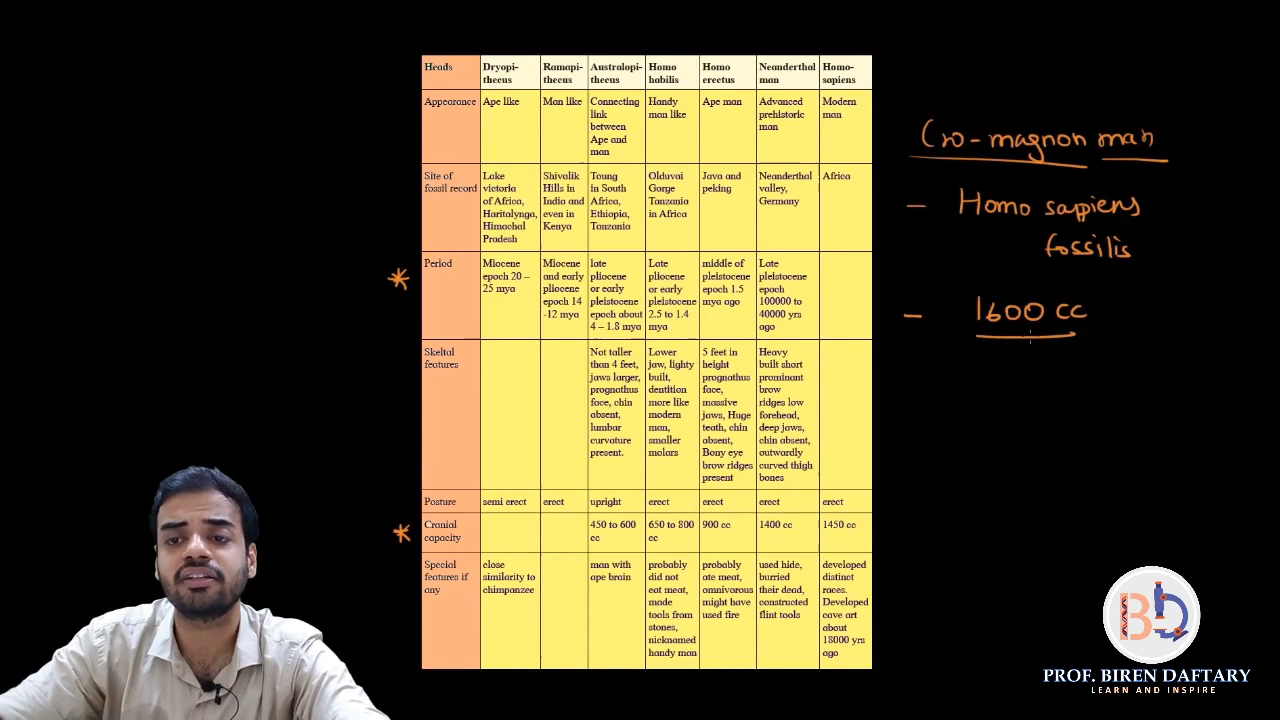 Heads
Dryopi-
thecus
Ramapi-
thecus
Australopi-
thecus
Homo
habilis
Homo
erectus
Neanderthal
man
Homo-
sapiens
Appearance
Ape like
Man like
Connecting
link
between
Ape and
man
Handy
man like
Ape man
Advanced
prehistoric
man
Modern
man
Site of
fossil record
Lake
victoria
of Africa,
Haritalynga,
Himachal
Pradesh
Shivalik
Hills in
India and
even in
Kenya
Toung
in South
Africa,
Ethiopia,
Tanzania
Olduvai
Gorge
Tanzania
in Africa
Java and
peking
Neanderthal
valley,
Germany
Africa
Period
Miocene
epoch 20 –
25 mya
Miocene
and early
pliocene
epoch 14
-12 mya
late
pliocene
or early
pleistocene
epoch about
4 – 1.8 mya
Late
pliocene
or early
pleistocene
2.5 to 1.4
mya
middle of
pleistocene
epoch 1.5
mya ago
Late
pleistocene
epoch
100000 to
40000 yrs
ago
Skeltal
features
Not taller
than 4 feet,
jaws larger,
prognathus
face, chin
absent,
lumbar
curvature
present.
Lower
jaw, lighty
built,
dentition
more like
modern
man,
smaller
molars
5 feet in
height
prognathus
face,
massive
jaws, Huge
teath, chin
absent,
Bony eye
brow ridges
present
Heavy
built short
prominant
brow
ridges low
forehead,
deep jaws,
chin absent,
outwardly
curved thigh
bones
Posture
semi erect
erect
upright
erect
erect
erect
erect
Cranial
capacity
450 to 600
cc
650 to 800
cc
900 cc
1400 cc
1450 cc
Special
features if
any
close
similarity to
chimpanzee
man with
ape brain
probably
did not
eat meat,
made
tools from
stones,
nicknamed
handy man
probably
ate meat,
omnivorous
might have
used fire
used hide,
burried
their dead,
constructed
flint tools
developed
distinct
races.
Developed
cave art
about
18000 yrs
ago
Cro-magnon man
– Homo sapiens
fossilis
– 1600 cc
BD
PROF. BIREN DAFTARY
LEARN AND INSPIRE